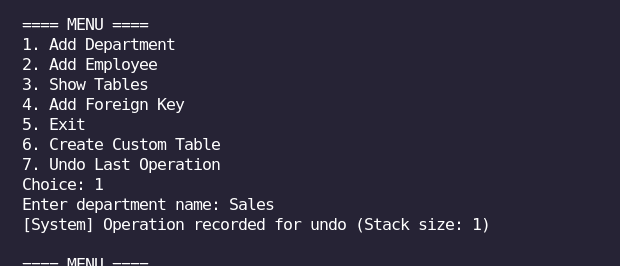 ==== MENU ====
1. Add Department
2. Add Employee
3. Show Tables
4. Add Foreign Key
5. Exit
6. Create Custom Table
7. Undo Last Operation
Choice: 1
Enter department name: Sales
[System] Operation recorded for undo (Stack size: 1)
==== MENU ====